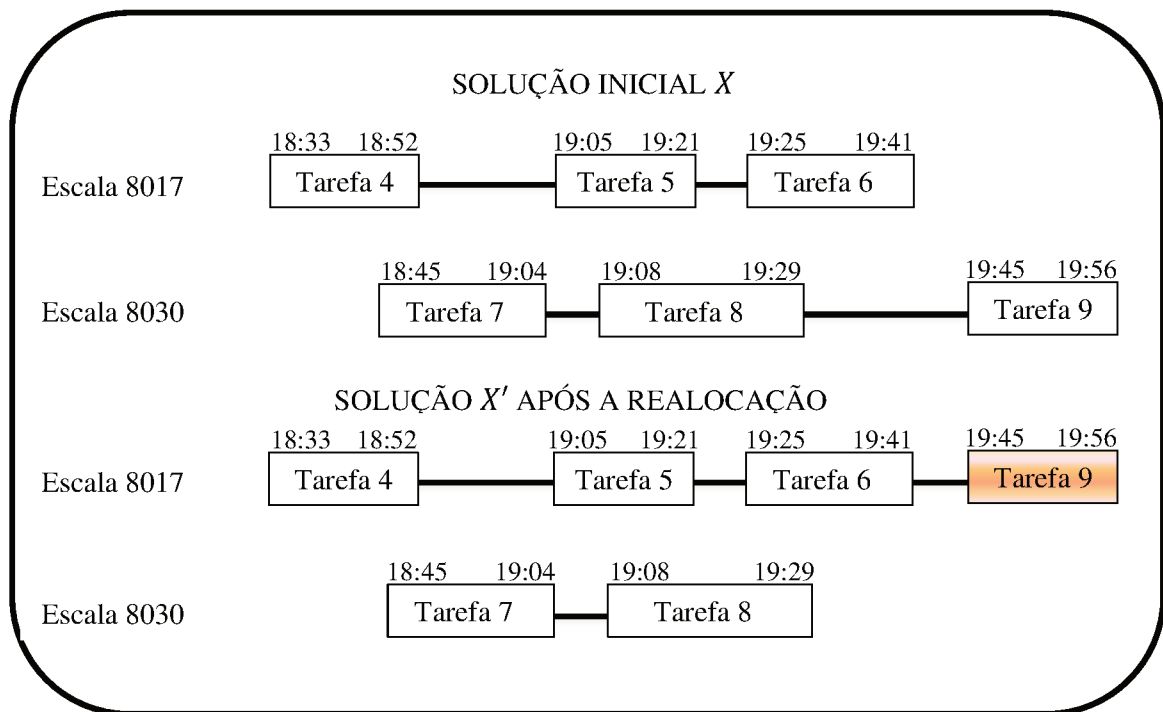 SOLUÇÃO INICIAL X
18:33 18:52 19:05 19:21 19:25 19:41
Escala 8017 Tarefa 4 Tarefa 5 Tarefa 6
18:45 19:04 19:08 19:29 19:45 19:56
Escala 8030 Tarefa 7 Tarefa 8 Tarefa 9
SOLUÇÃO X' APÓS A REALOCAÇÃO
18:33 18:52 19:05 19:21 19:25 19:41 19:45 19:56
Escala 8017 Tarefa 4 Tarefa 5 Tarefa 6 Tarefa 9
18:45 19:04 19:08 19:29
Escala 8030 Tarefa 7 Tarefa 8